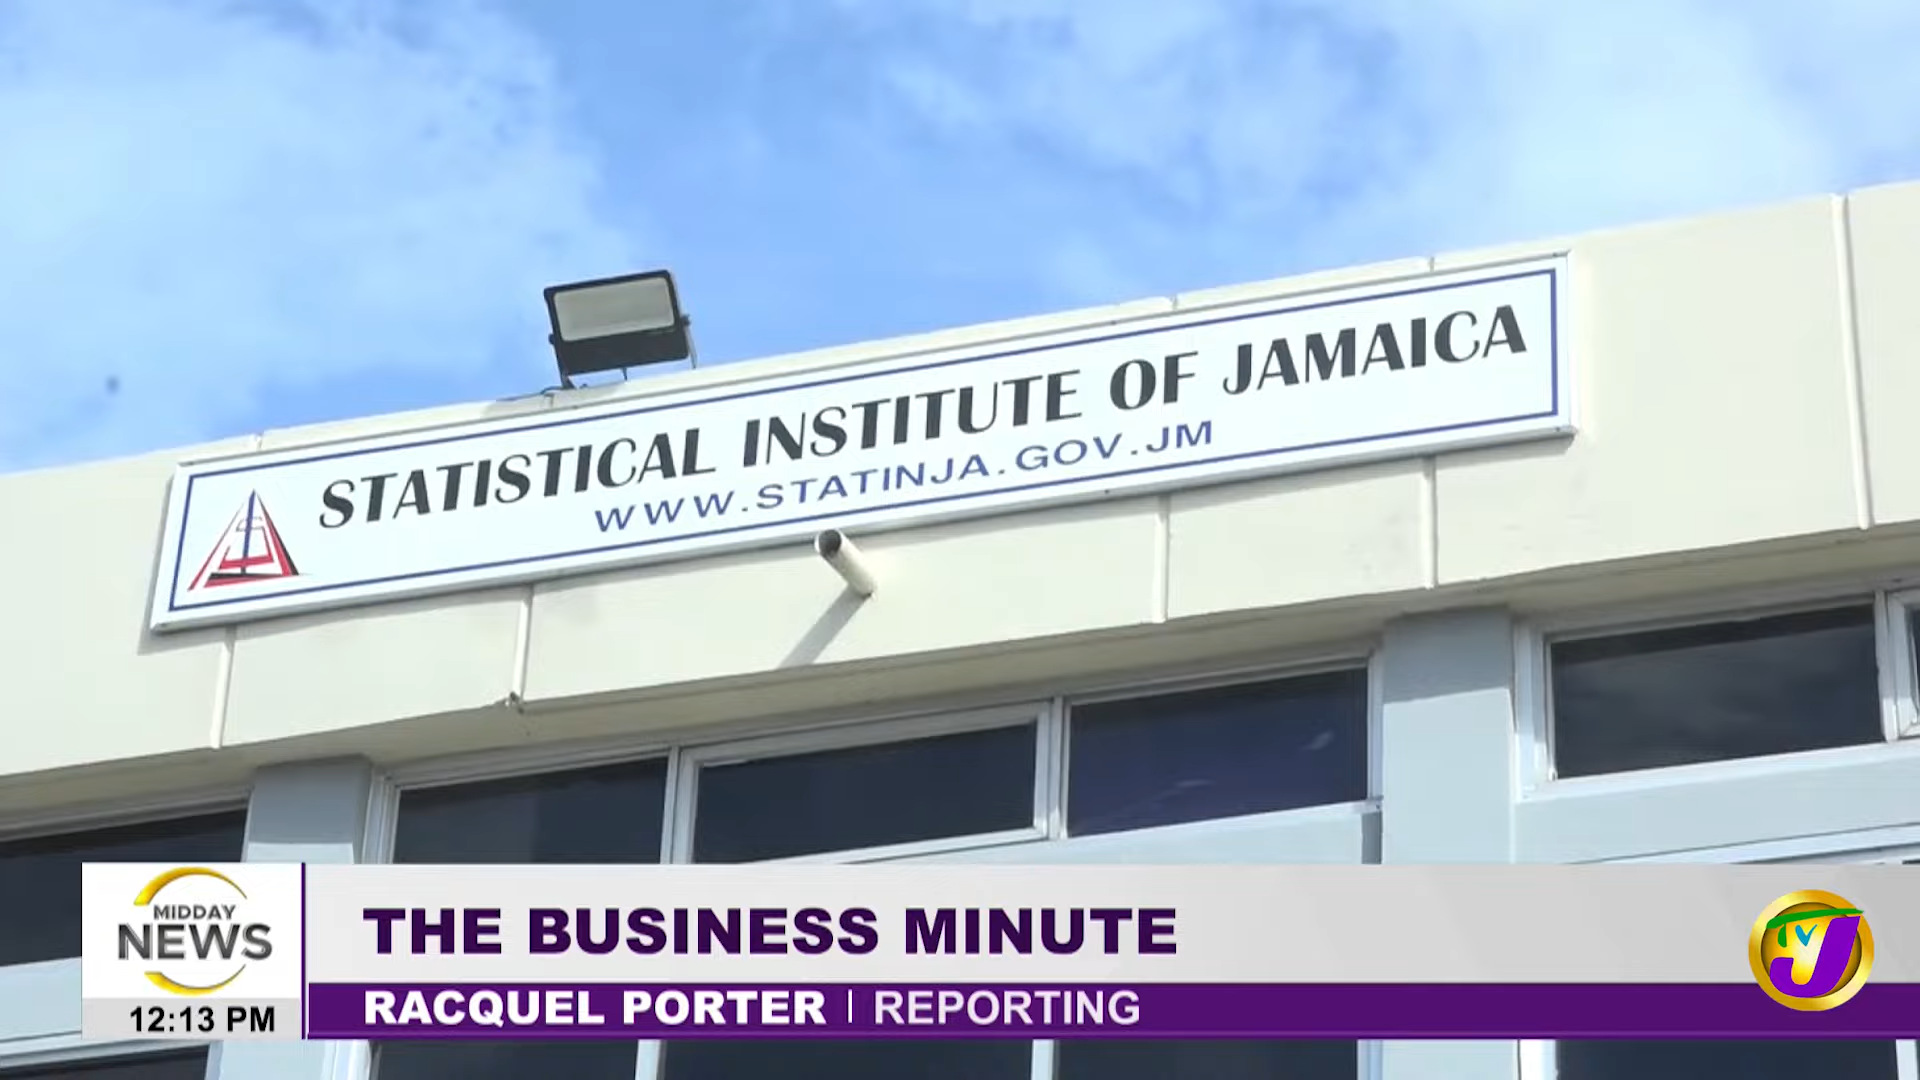 STATISTICAL INSTITUTE OF JAMAICA
WWW.STATINJA.GOV.JM
MIDDAY
NEWS
12:13 PM
THE BUSINESS MINUTE
RACQUEL PORTER | REPORTING
TVJ